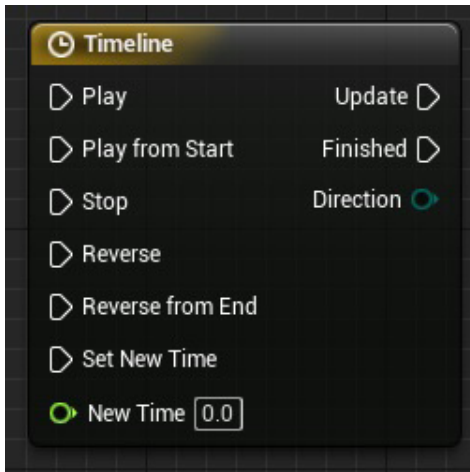 Timeline
Play Update
Play from Start Finished
Stop Direction
Reverse
Reverse from End
Set New Time
New Time 0.0